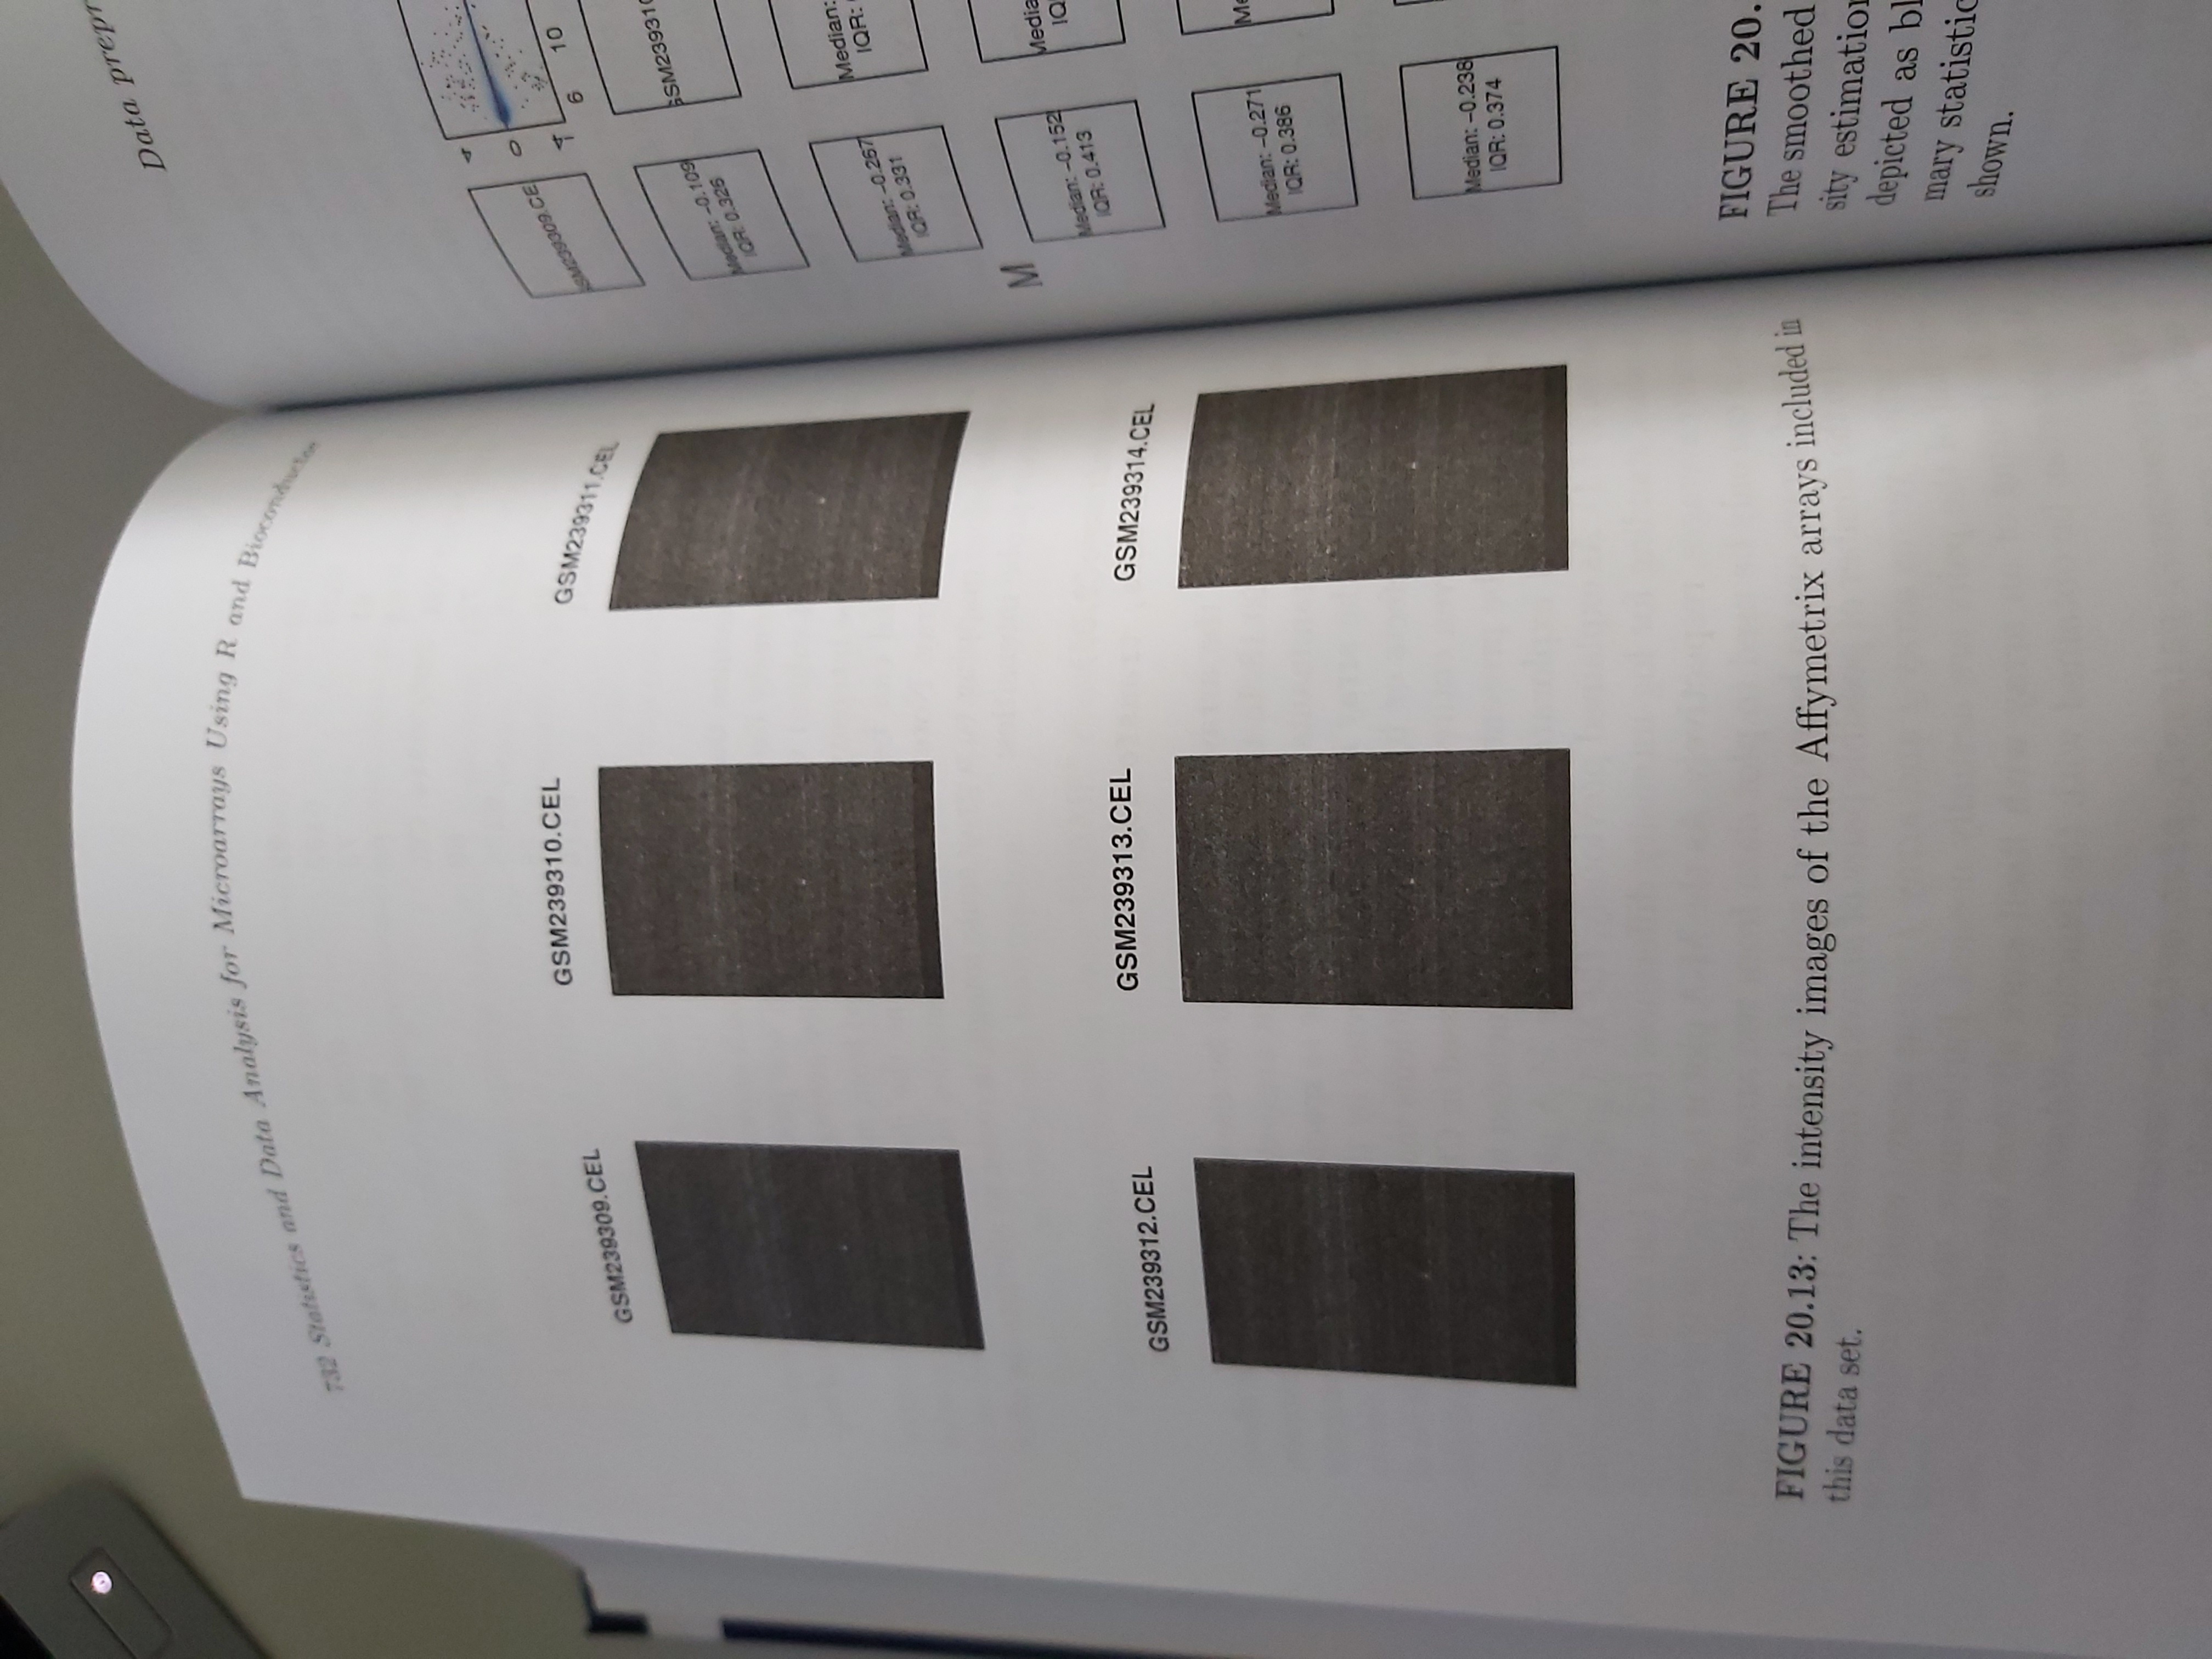 732 Statistics and Data Analysis for Microarrays Using R and Bioconductor
GSM239309.CEL
GSM239310.CEL
GSM239311.CEL
GSM239312.CEL
GSM239313.CEL
GSM239314.CEL
FIGURE 20.13: The intensity images of the Affymetrix arrays included in
this data set.
Data prepr
SM239309.CE
4
0
-4
6
10
Median: -0.109
IQR: 0.326
SM239310
Median: -0.267
IQR: 0.331
Median:
IQR:
M
Median: -0.152
IQR: 0.413
Media
IQ
Median: -0.271
IQR: 0.386
Me
Median: -0.238
IQR: 0.374
FIGURE 20.
The smoothed
sity estimation
depicted as bl
mary statistic
shown.